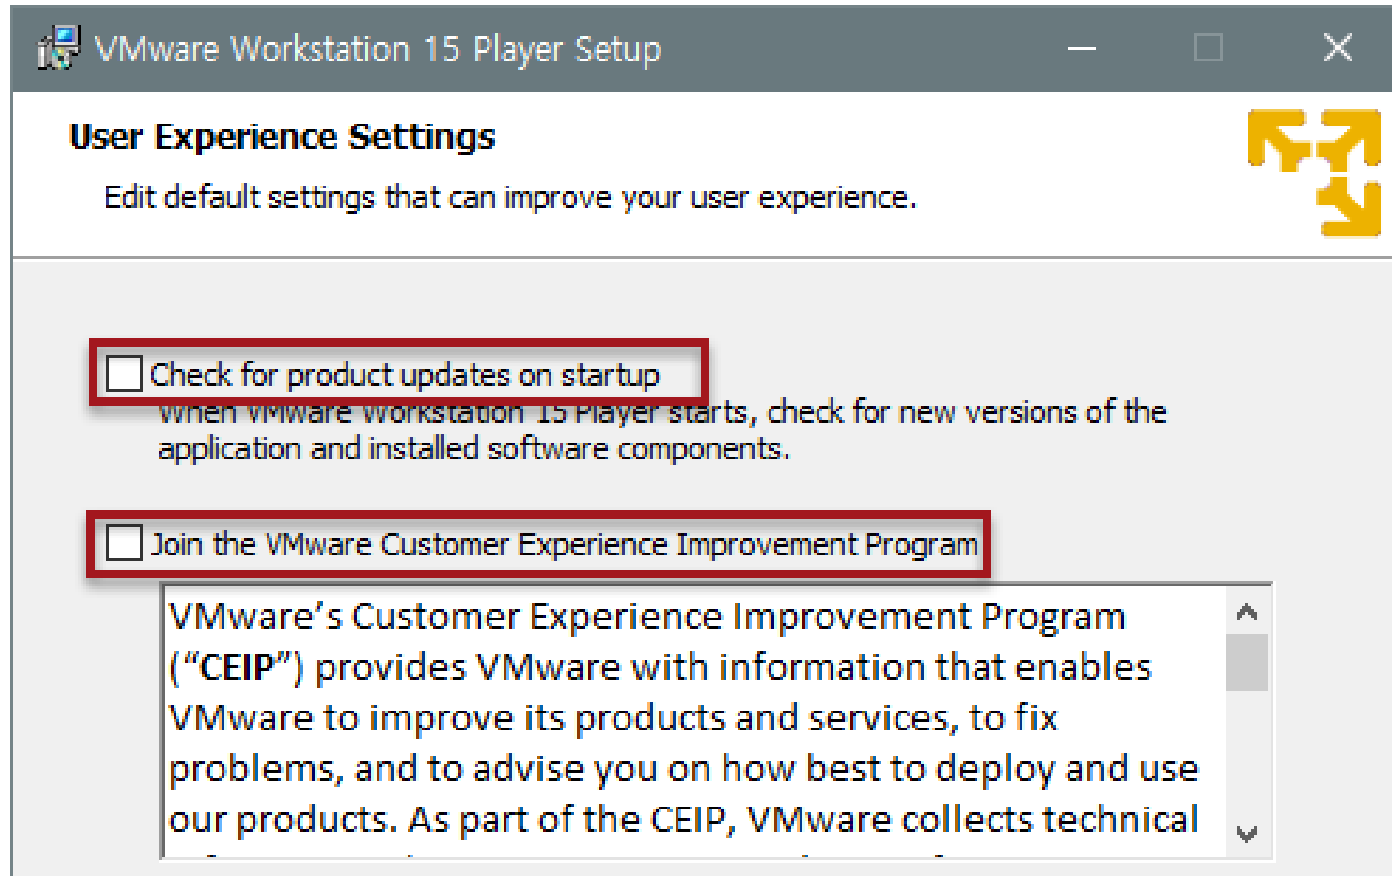 VMware Workstation 15 Player Setup
User Experience Settings
Edit default settings that can improve your user experience.
Check for product updates on startup
When VMware Workstation 15 Player starts, check for new versions of the
application and installed software components.
Join the VMware Customer Experience Improvement Program
VMware’s Customer Experience Improvement Program
(“CEIP”) provides VMware with information that enables
VMware to improve its products and services, to fix
problems, and to advise you on how best to deploy and use
our products. As part of the CEIP, VMware collects technical